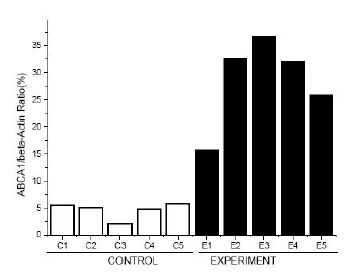 ABCA1/beta-Actin Ratio(%)
35
30
25
20
15
10
5
0
C1 C2 C3 C4 C5 E1 E2 E3 E4 E5
CONTROL EXPERIMENT